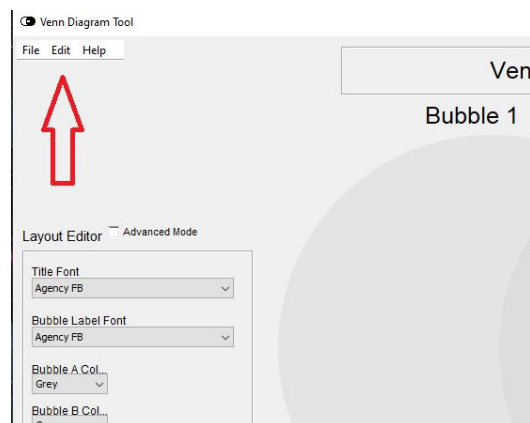 Venn Diagram Tool
File Edit Help
Ven
Bubble 1
Layout Editor Advanced Mode
Title Font
Agency FB
Bubble Label Font
Agency FB
Bubble A Col...
Grey
Bubble B Col...